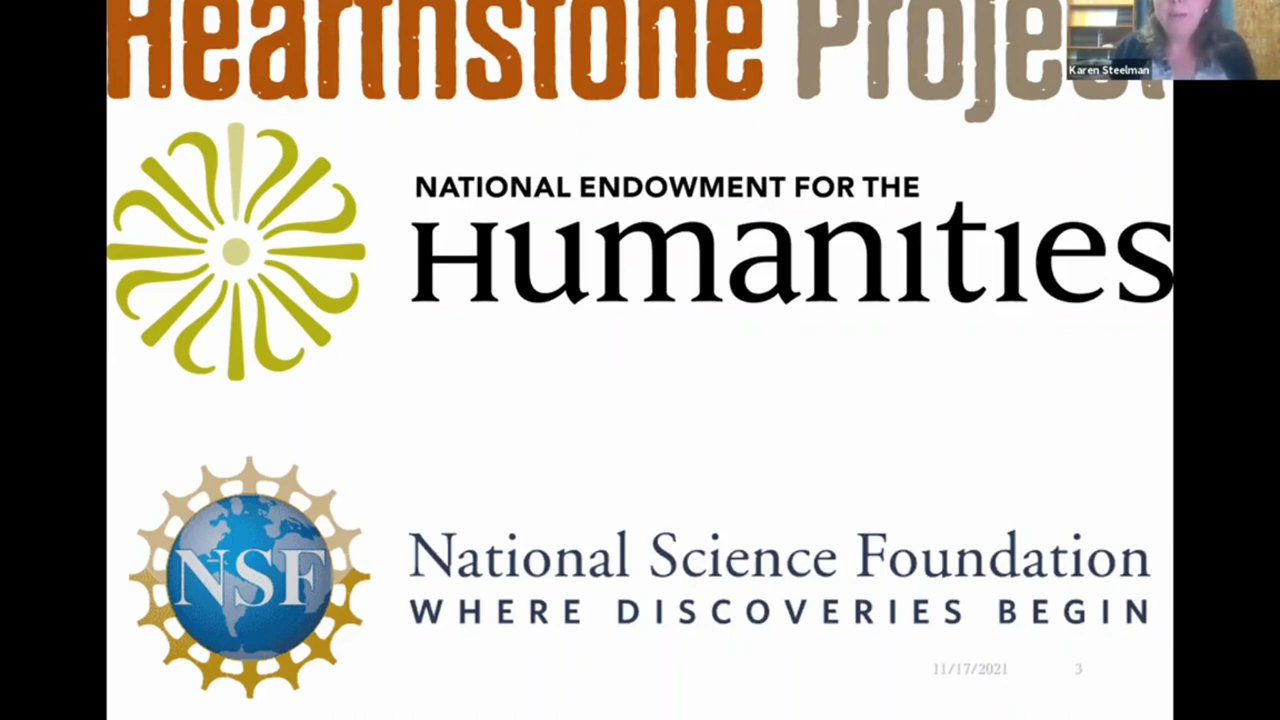 Hearthstone Project
Karen Steelman
NATIONAL ENDOWMENT FOR THE
Humanities
NSF
National Science Foundation
WHERE DISCOVERIES BEGIN
11/17/2021 3